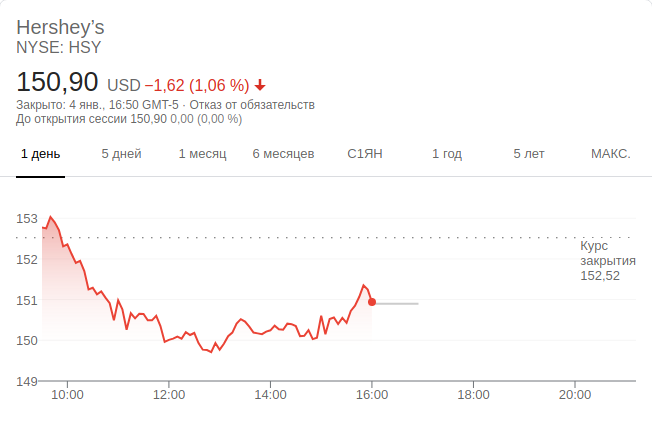 Hershey’s
NYSE: HSY
150,90 USD −1,62 (1,06 %)
Закрыто: 4 янв., 16:50 GMT-5 · Отказ от обязательств
До открытия сессии 150,90 0,00 (0,00 %)
1 день 5 дней 1 месяц 6 месяцев С1ЯН 1 год 5 лет МАКС.
153
Курс
152 закрытия
152,52
151
150
149
10:00 12:00 14:00 16:00 18:00 20:00